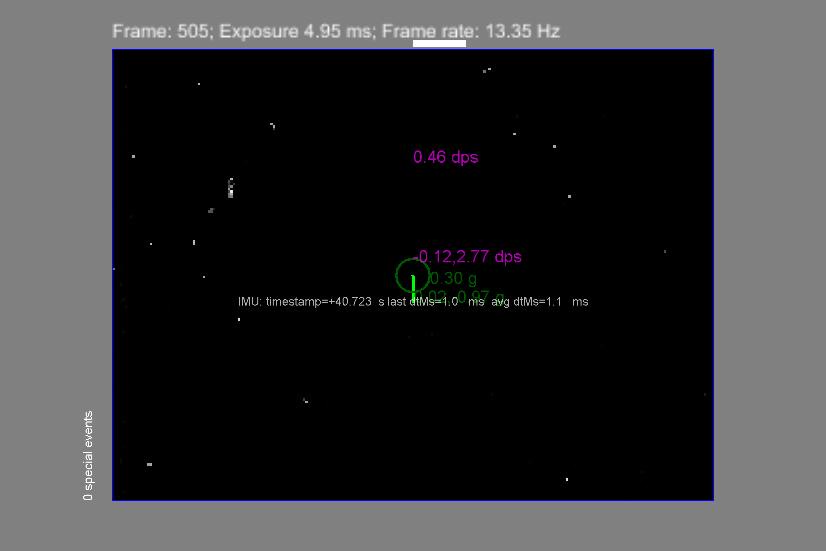 Frame: 505; Exposure 4.95 ms; Frame rate: 13.35 Hz
0.46 dps
-0.12,2.77 dps
0.30 g
IMU: timestamp=+40.723 s last dtMs=1.0 ms avg dtMs=1.1 ms
0 special events